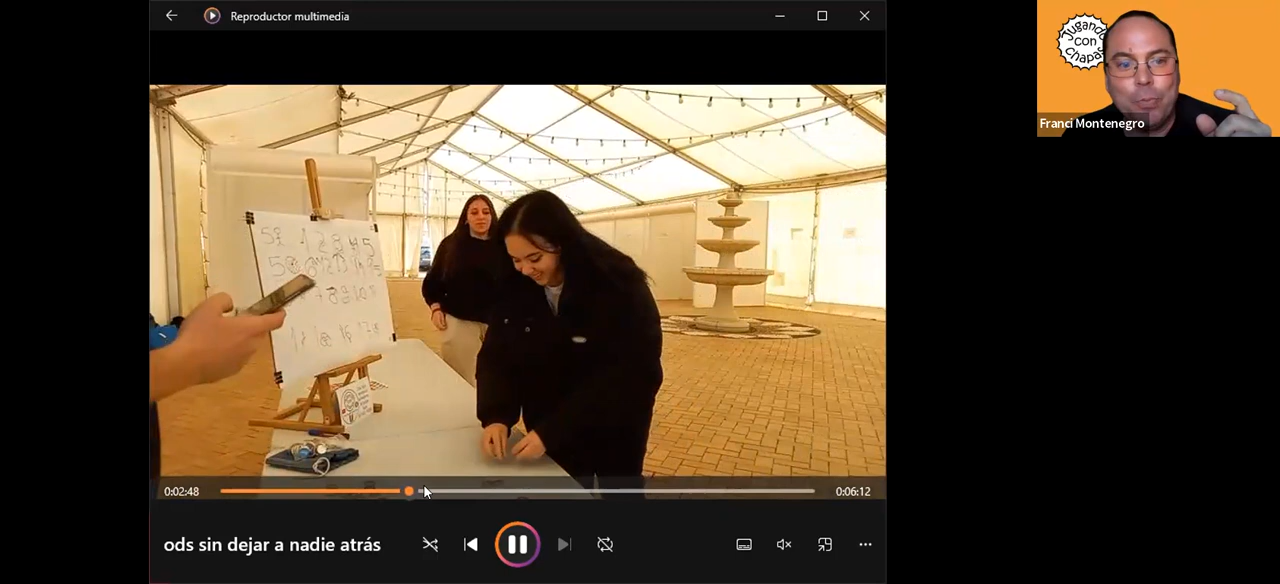 Reproductor multimedia
Jugando
con
Chapas
Franci Montenegro
0:02:48
0:06:12
ods sin dejar a nadie atrás